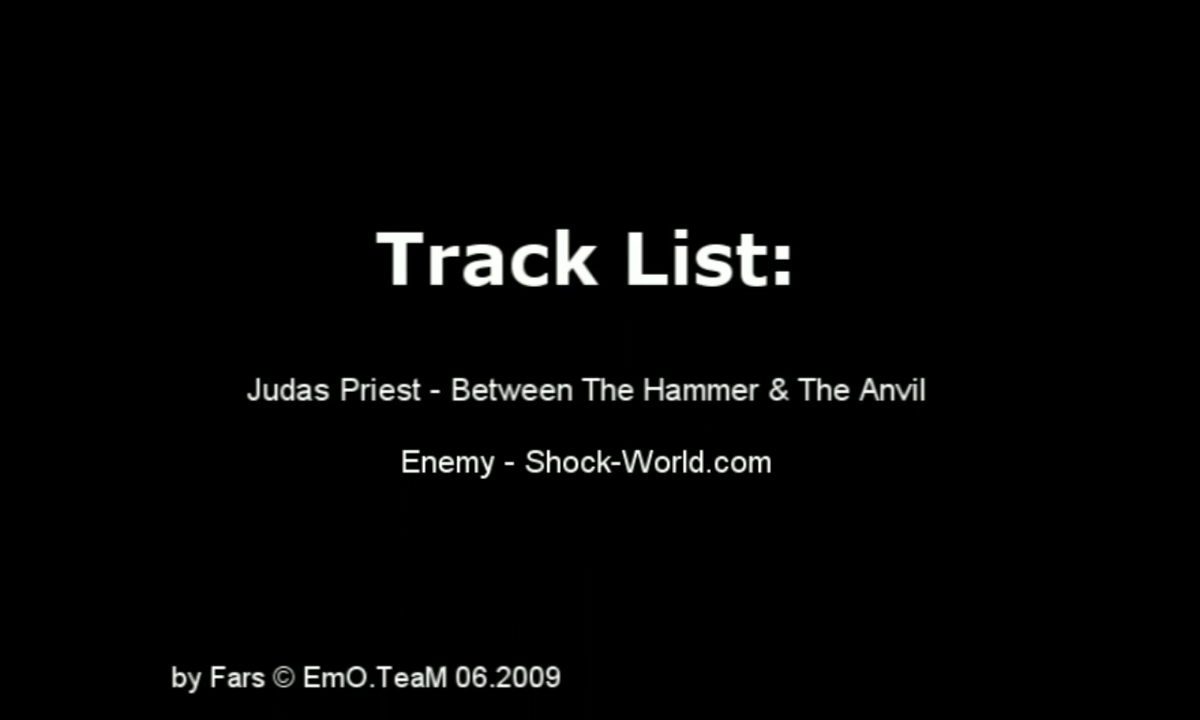 Track List:
Judas Priest - Between The Hammer & The Anvil
Enemy - Shock-World.com
by Fars © EmO.TeaM 06.2009